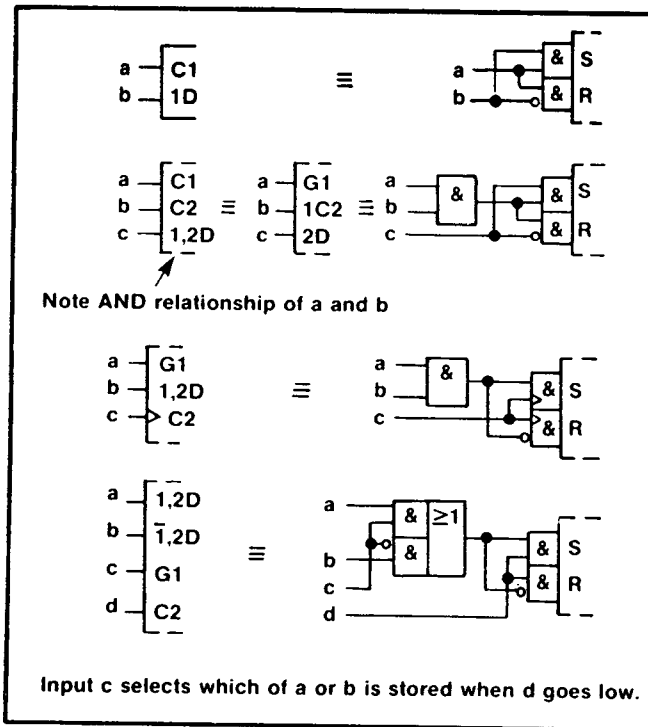 a C1 ≡ a & S
b 1D b & R
a C1 a G1 a & & S
b C2 ≡ b 1C2 ≡ b
c 1,2D c 2D c & R
Note AND relationship of a and b
a G1 a & & S
b 1,2D ≡ b
c C2 c & R
a 1,2D a & ≥1
b 1̅,2D ≡ b & & S
c G1 c & R
d C2 d
Input c selects which of a or b is stored when d goes low.